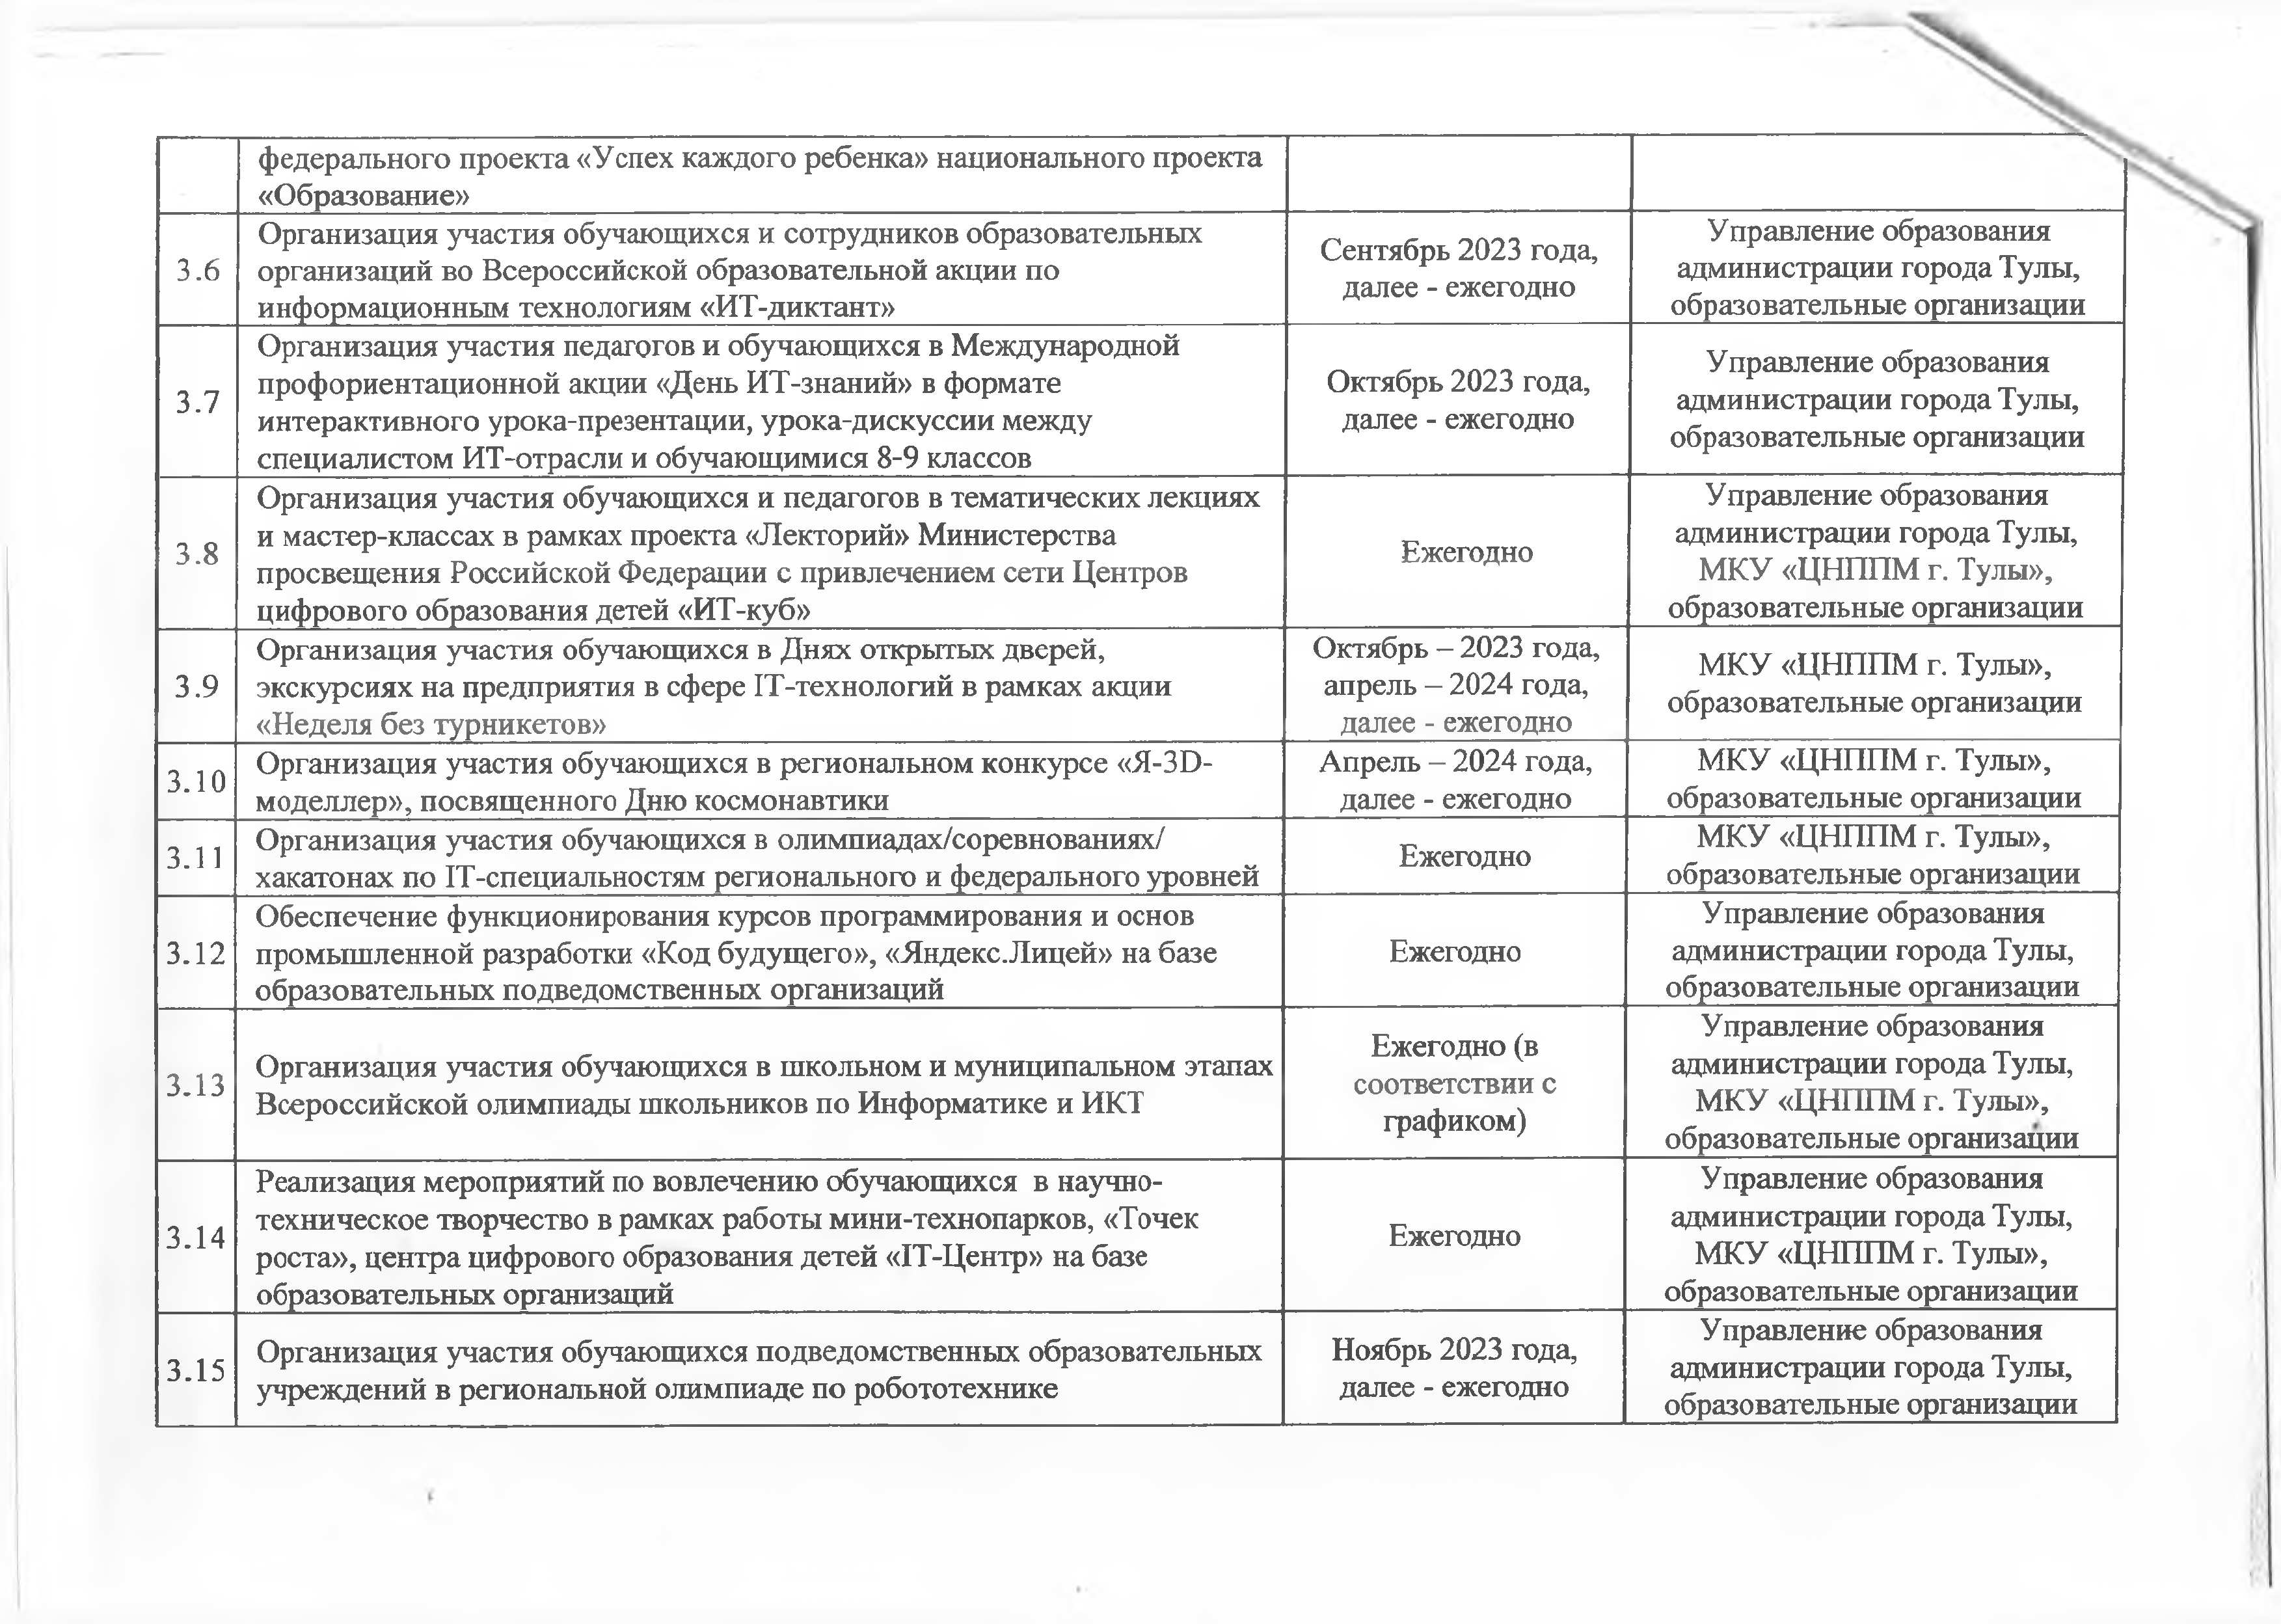 федерального проекта «Успех каждого ребенка» национального проекта
«Образование»
3.6
Организация участия обучающихся и сотрудников образовательных
организаций во Всероссийской образовательной акции по
информационным технологиям «ИТ-диктант»
Сентябрь 2023 года,
далее - ежегодно
Управление образования
администрации города Тулы,
образовательные организации
3.7
Организация участия педагогов и обучающихся в Международной
профориентационной акции «День ИТ-знаний» в формате
интерактивного урока-презентации, урока-дискуссии между
специалистом ИТ-отрасли и обучающимися 8-9 классов
Октябрь 2023 года,
далее - ежегодно
Управление образования
администрации города Тулы,
образовательные организации
3.8
Организация участия обучающихся и педагогов в тематических лекциях
и мастер-классах в рамках проекта «Лекторий» Министерства
просвещения Российской Федерации с привлечением сети Центров
цифрового образования детей «ИТ-куб»
Ежегодно
Управление образования
администрации города Тулы,
МКУ «ЦНППМ г. Тулы»,
образовательные организации
3.9
Организация участия обучающихся в Днях открытых дверей,
экскурсиях на предприятия в сфере IT-технологий в рамках акции
«Неделя без турникетов»
Октябрь – 2023 года,
апрель – 2024 года,
далее - ежегодно
МКУ «ЦНППМ г. Тулы»,
образовательные организации
3.10
Организация участия обучающихся в региональном конкурсе «Я-3D-
моделлер», посвященного Дню космонавтики
Апрель – 2024 года,
далее - ежегодно
МКУ «ЦНППМ г. Тулы»,
образовательные организации
3.11
Организация участия обучающихся в олимпиадах/соревнованиях/
хакатонах по IT-специальностям регионального и федерального уровней
Ежегодно
МКУ «ЦНППМ г. Тулы»,
образовательные организации
3.12
Обеспечение функционирования курсов программирования и основ
промышленной разработки «Код будущего», «Яндекс.Лицей» на базе
образовательных подведомственных организаций
Ежегодно
Управление образования
администрации города Тулы,
образовательные организации
3.13
Организация участия обучающихся в школьном и муниципальном этапах
Всероссийской олимпиады школьников по Информатике и ИКТ
Ежегодно (в
соответствии с
графиком)
Управление образования
администрации города Тулы,
МКУ «ЦНППМ г. Тулы»,
образовательные организации
3.14
Реализация мероприятий по вовлечению обучающихся в научно-
техническое творчество в рамках работы мини-технопарков, «Точек
роста», центра цифрового образования детей «IT-Центр» на базе
образовательных организаций
Ежегодно
Управление образования
администрации города Тулы,
МКУ «ЦНППМ г. Тулы»,
образовательные организации
3.15
Организация участия обучающихся подведомственных образовательных
учреждений в региональной олимпиаде по робототехнике
Ноябрь 2023 года,
далее - ежегодно
Управление образования
администрации города Тулы,
образовательные организации